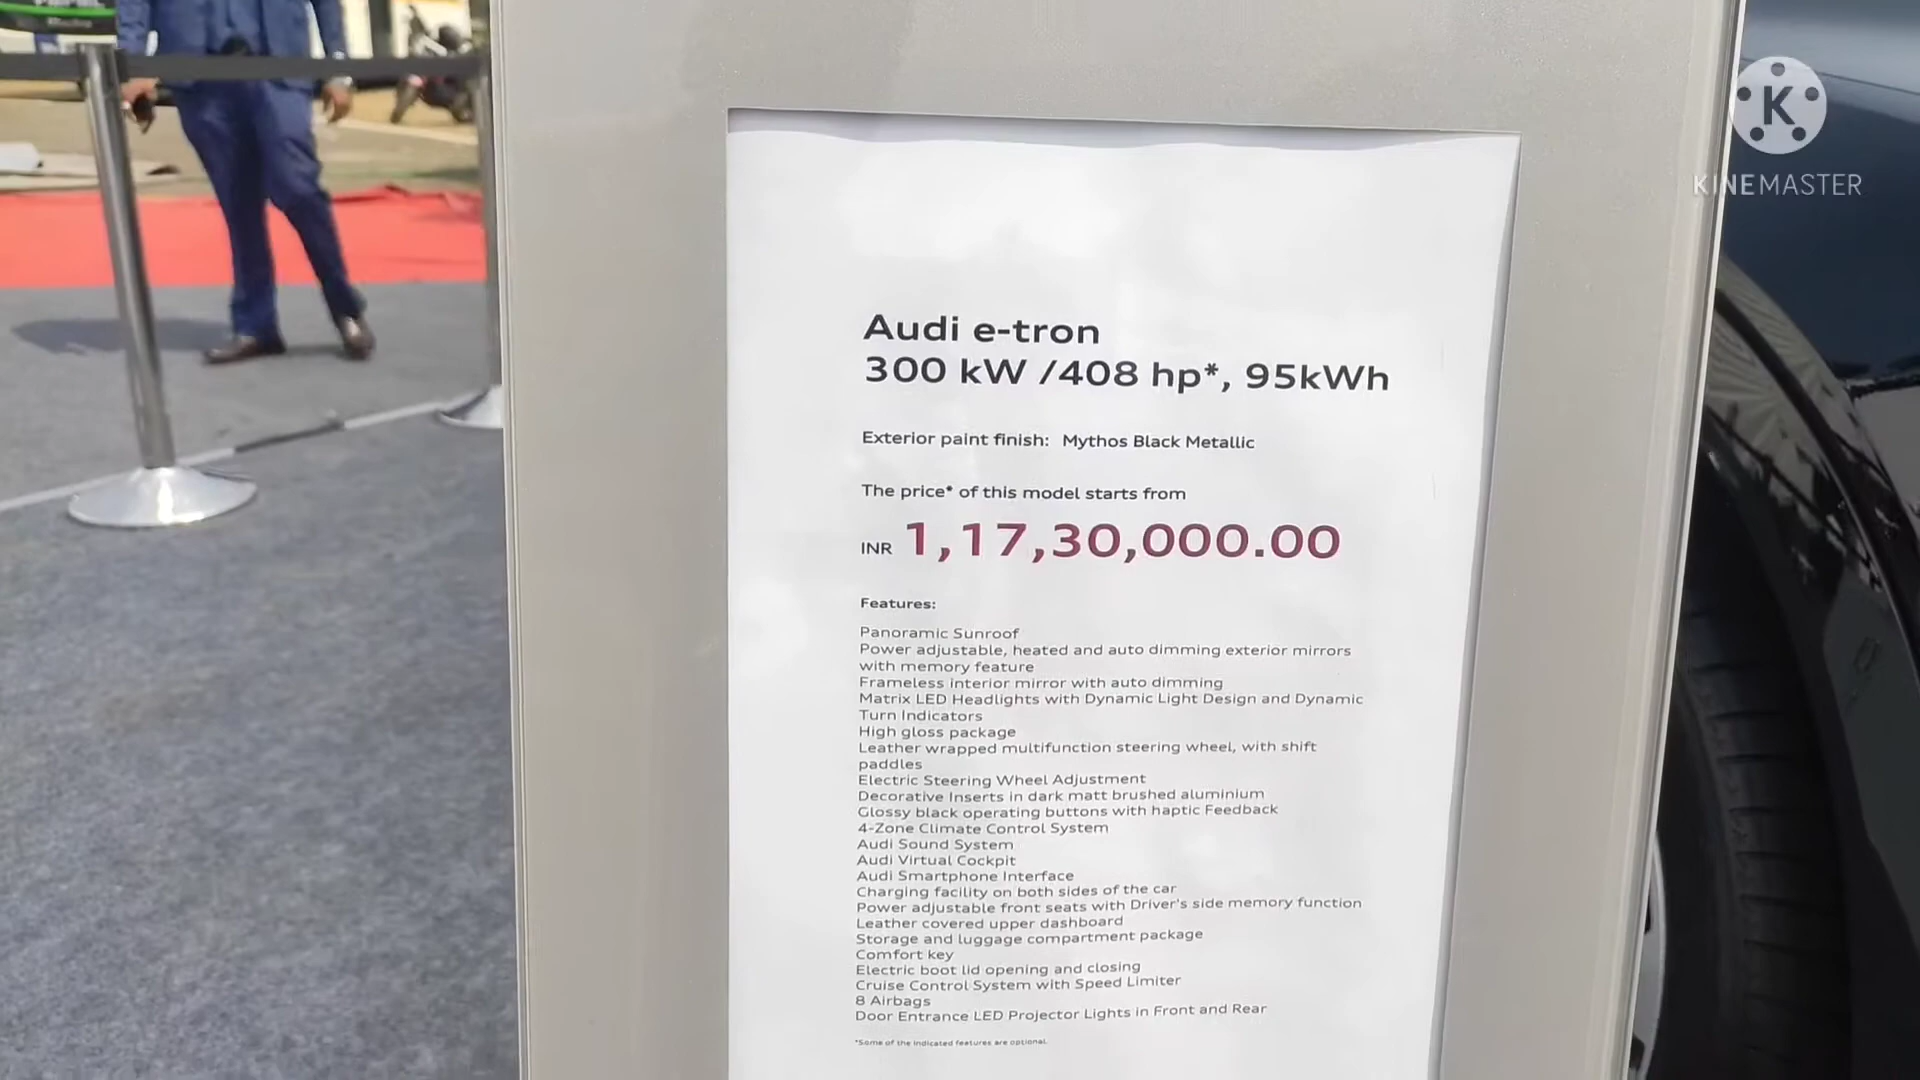 Audi e-tron
300 kW /408 hp*, 95kWh
Exterior paint finish: Mythos Black Metallic
The price* of this model starts from
INR 1,17,30,000.00
Features:
Panoramic Sunroof
Power adjustable, heated and auto dimming exterior mirrors
with memory feature
Frameless interior mirror with auto dimming
Matrix LED Headlights with Dynamic Light Design and Dynamic
Turn Indicators
High gloss package
Leather wrapped multifunction steering wheel, with shift
paddles
Electric Steering Wheel Adjustment
Decorative Inserts in dark matt brushed aluminium
Glossy black operating buttons with haptic Feedback
4-Zone Climate Control System
Audi Sound System
Audi Virtual Cockpit
Audi Smartphone Interface
Charging facility on both sides of the car
Power adjustable front seats with Driver's side memory function
Leather covered upper dashboard
Storage and luggage compartment package
Comfort key
Electric boot lid opening and closing
Cruise Control System with Speed Limiter
8 Airbags
Door Entrance LED Projector Lights in Front and Rear
*Some of the indicated features are optional.
K
KINEMASTER